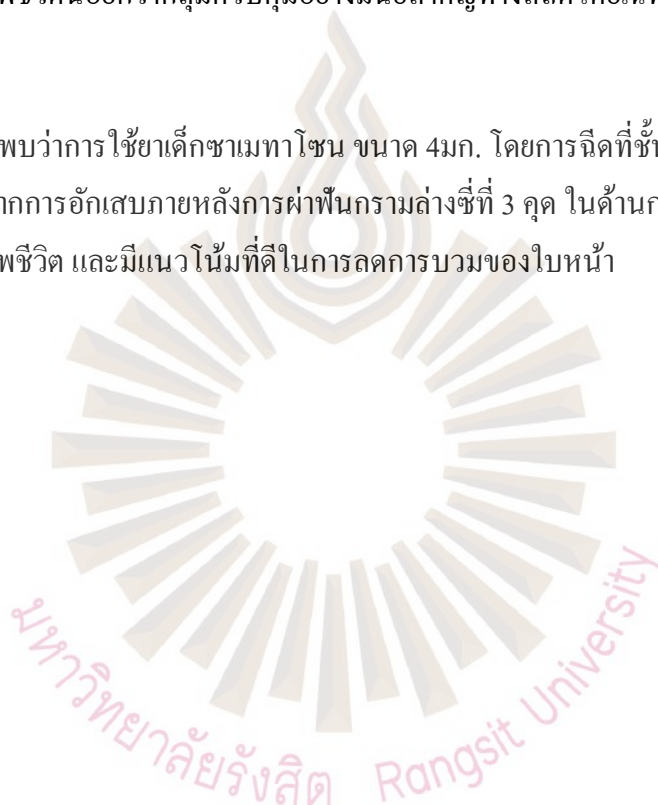 พบว่าการใช้ยาเด็กซาเมทาโซน ขนาด 4มก. โดยการฉีดที่ชั้น
ากการอักเสบภายหลังการผ่าฟันกรามล่างซี่ที่ 3 คุด ในด้านก
พชีวิต และมีแนวโน้มที่ดีในการลดการบวมของใบหน้า
มหาวิทยาลัยรังสิต Rangsit University